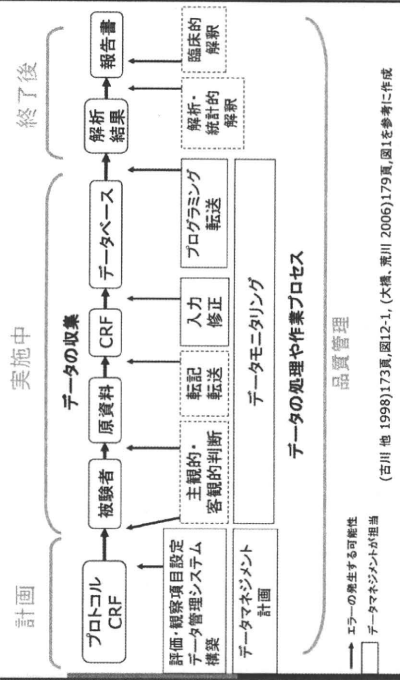 計画
実施中
終了後
データの収集
プロトコル
CRF
被験者
原資料
CRF
データベース
解析
結果
報告書
評価・観察項目設定
データ管理システム
構築
主観的・
客観的判断
転記
転送
入力
修正
プログラミング
転送
解析・
統計的
解釈
臨床的
解釈
データマネジメント
計画
データモニタリング
データの処理や作業プロセス
品質管理
エラーの発生する可能性
データマネジメントが担当
(古川 他 1998)173頁,図12-1, (大橋、荒川 2006)179頁,図1を参考に作成